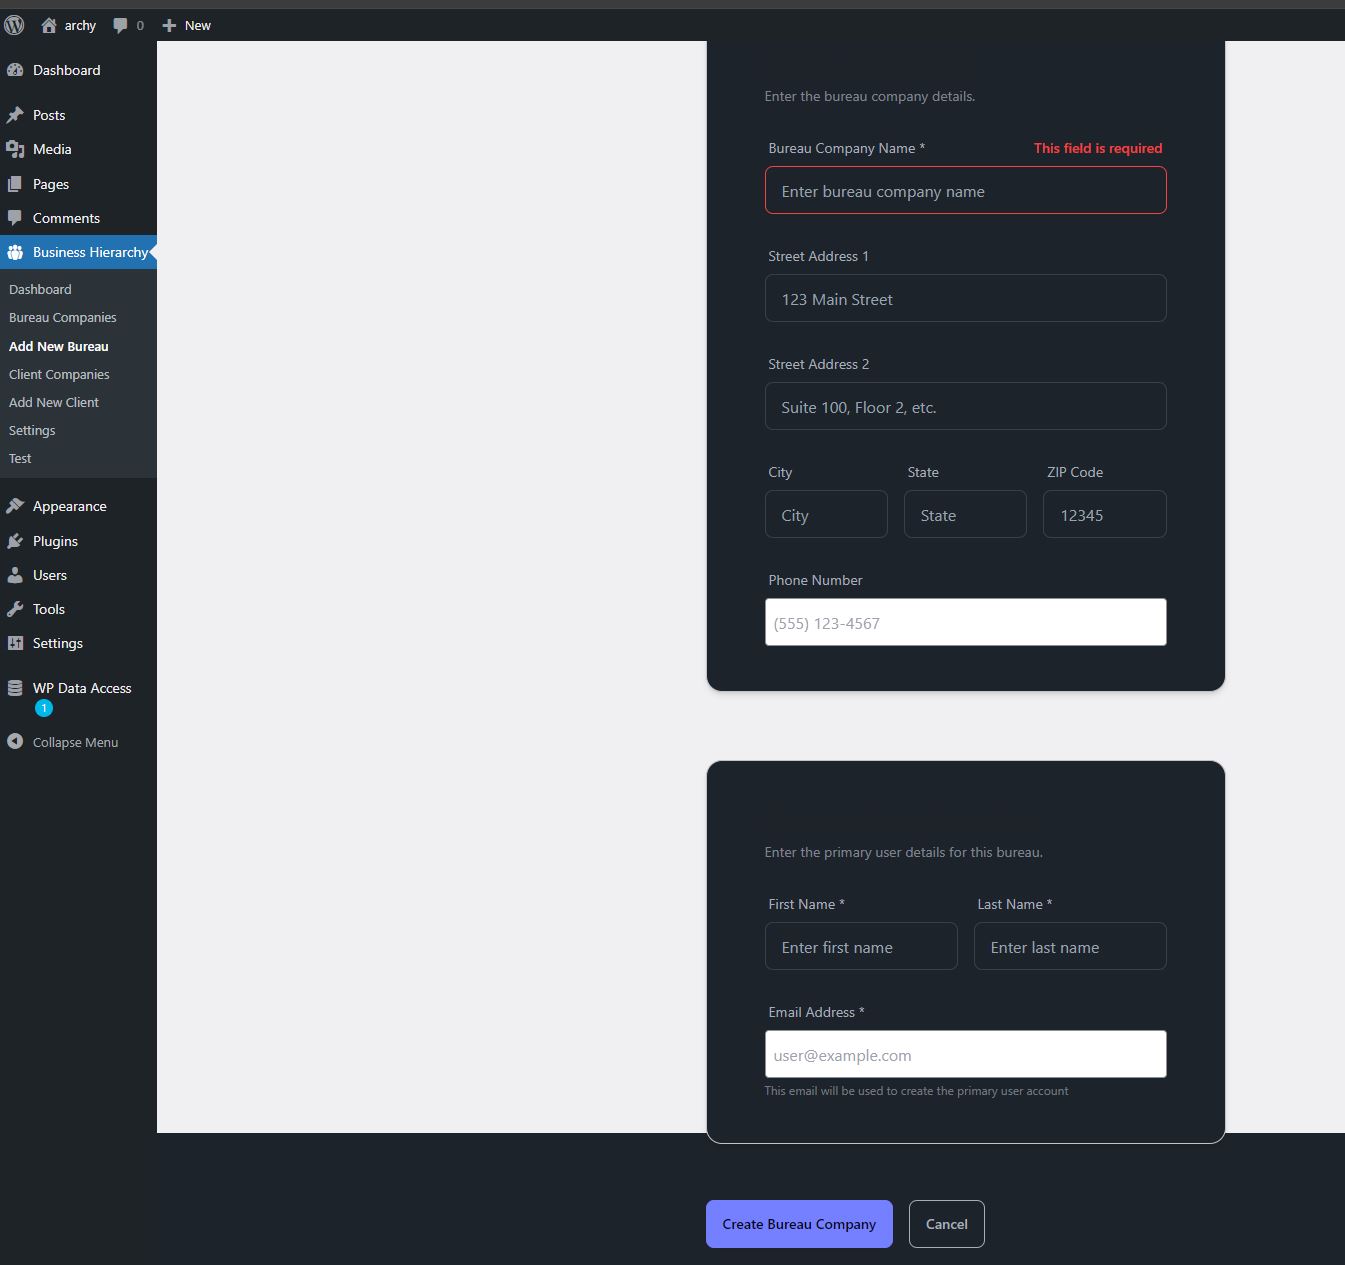 archy 0 New
Dashboard
Posts
Media
Pages
Comments
Business Hierarchy
Dashboard
Bureau Companies
Add New Bureau
Client Companies
Add New Client
Settings
Test
Appearance
Plugins
Users
Tools
Settings
WP Data Access
1
Collapse Menu
Enter the bureau company details.
Bureau Company Name * This field is required
Enter bureau company name
Street Address 1
123 Main Street
Street Address 2
Suite 100, Floor 2, etc.
City State ZIP Code
City State 12345
Phone Number
(555) 123-4567
Enter the primary user details for this bureau.
First Name * Last Name *
Enter first name Enter last name
Email Address *
user@example.com
This email will be used to create the primary user account
Create Bureau Company Cancel